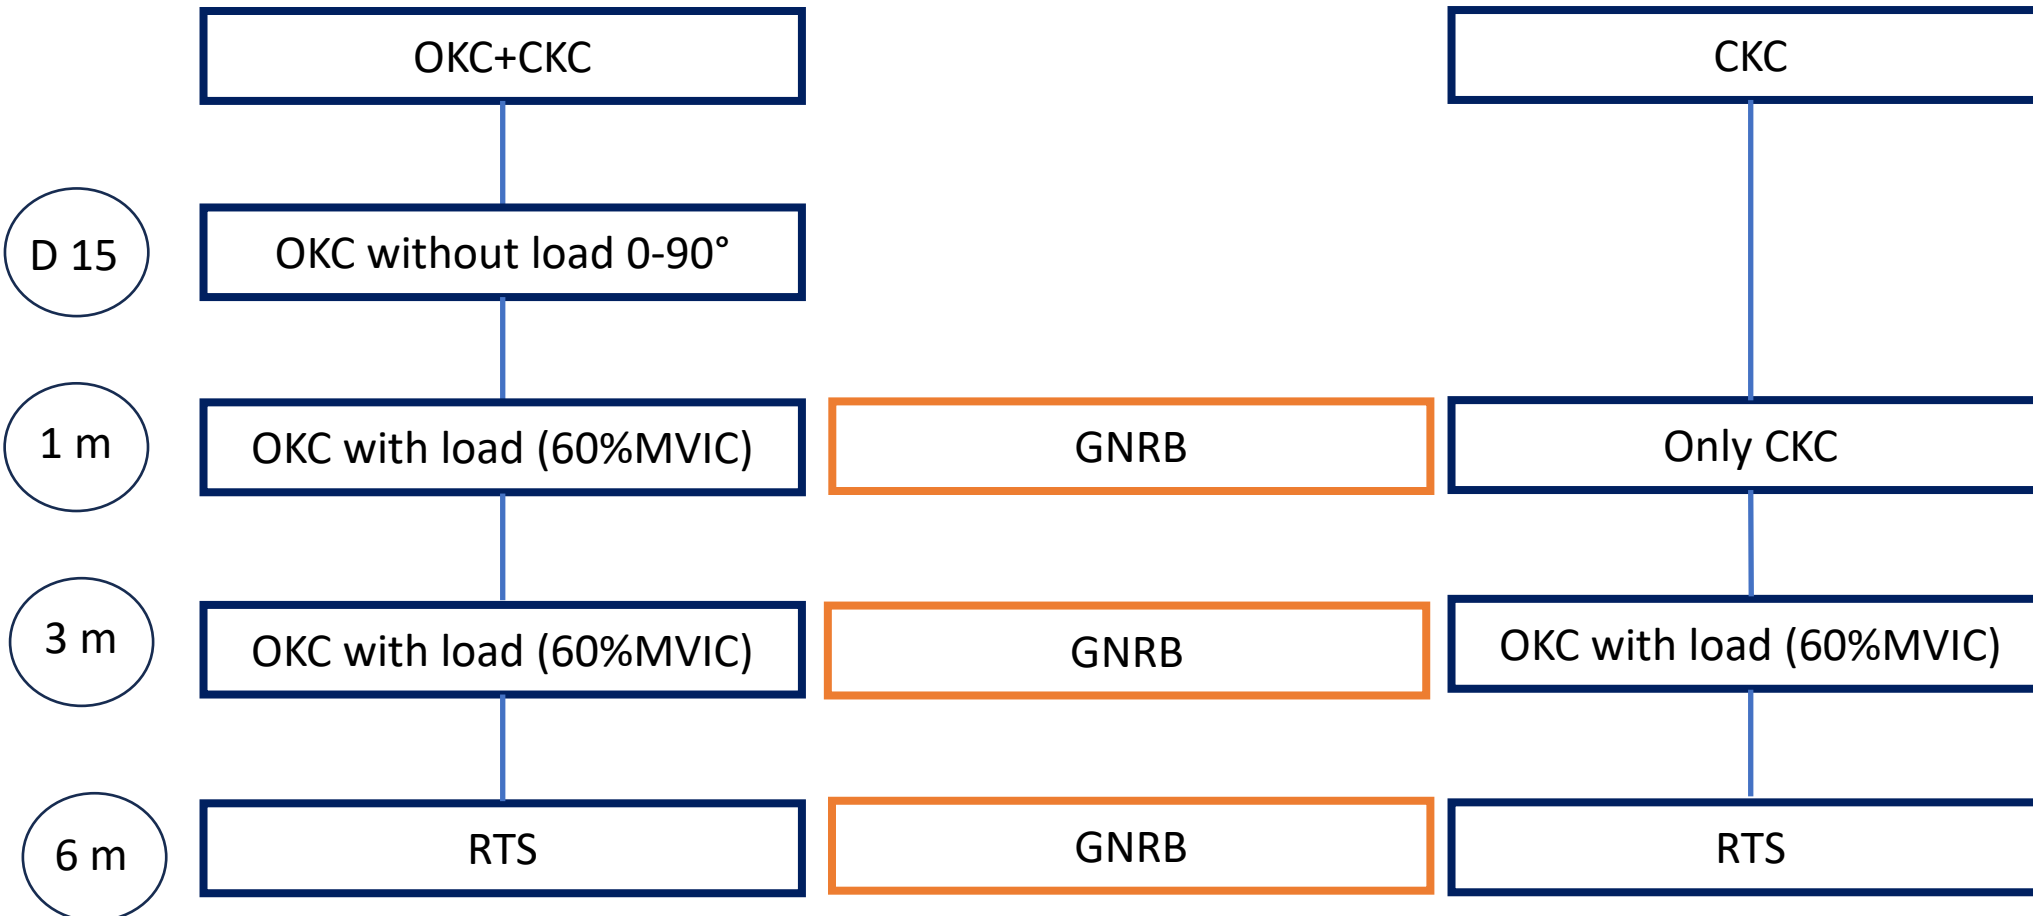 OKC+CKC
CKC
D 15
OKC without load 0-90°
1 m
OKC with load (60%MVIC)
GNRB
Only CKC
3 m
OKC with load (60%MVIC)
GNRB
OKC with load (60%MVIC)
6 m
RTS
GNRB
RTS